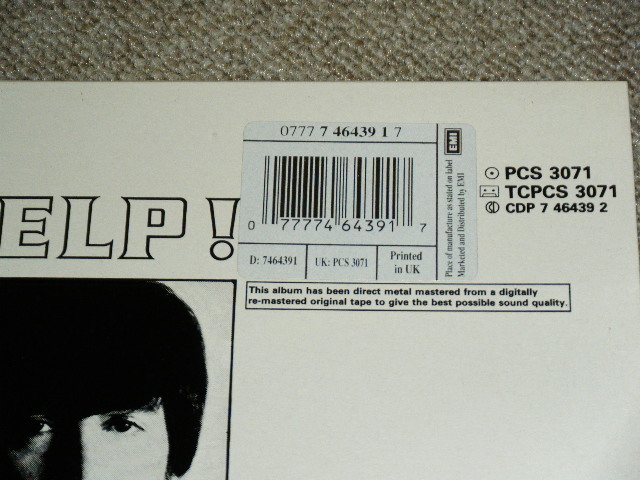 ELP!
0777 7 46439 1 7
0 77774 64391 7
D: 7464391
UK: PCS 3071
Printed
in UK
EMI
Place of manufacture as stated on label
Marketed and Distributed by EMI
PCS 3071
TCPCS 3071
CDP 7 46439 2
This album has been direct metal mastered from a digitally
re-mastered original tape to give the best possible sound quality.